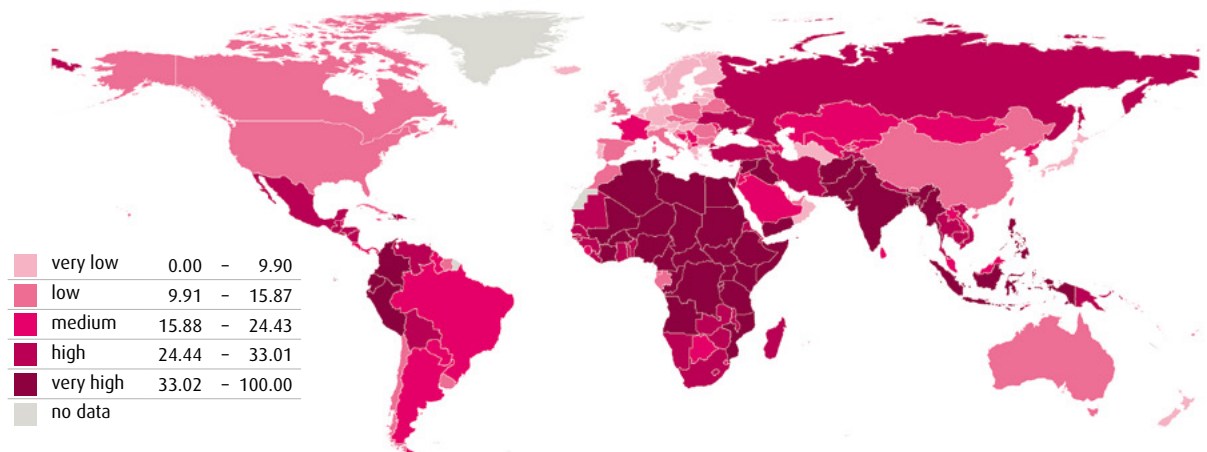 very low 0.00 – 9.90
low 9.91 – 15.87
medium 15.88 – 24.43
high 24.44 – 33.01
very high 33.02 – 100.00
no data